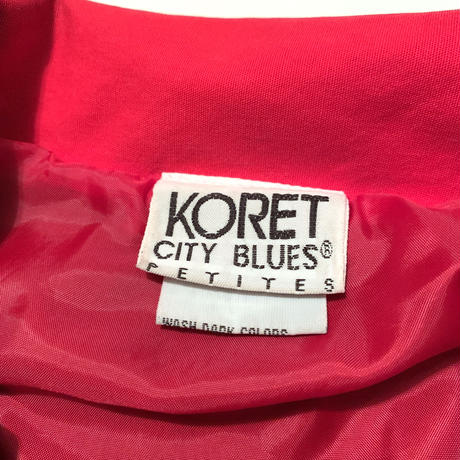 KORET
CITY BLUES®
PETITES
WASH DARK COLORS